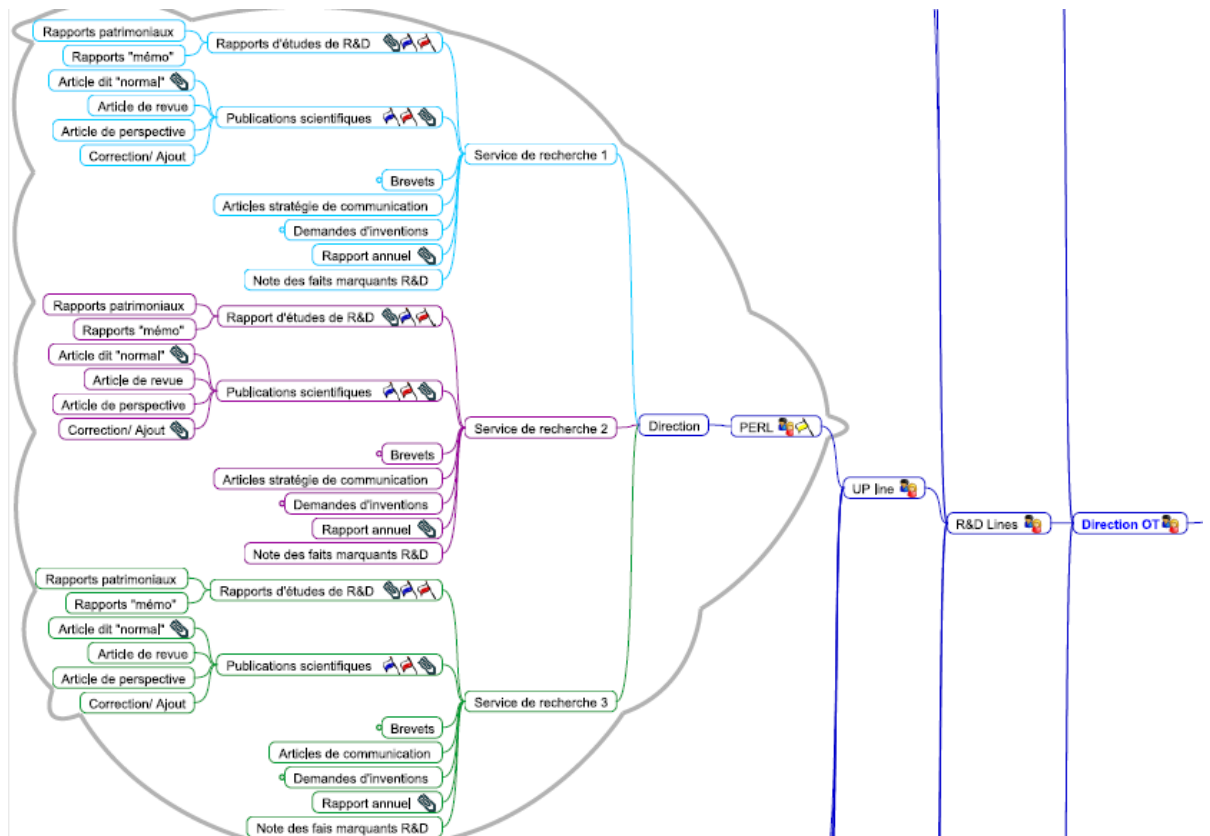 Rapports patrimoniaux
Rapports d'études de R&D
Rapports "mémo"
Article dit "normal"
Article de revue
Publications scientifiques
Article de perspective
Correction/ Ajout
Service de recherche 1
Brevets
Articles stratégie de communication
Demandes d'inventions
Rapport annuel
Note des faits marquants R&D
Rapports patrimoniaux
Rapport d'études de R&D
Rapports "mémo"
Article dit "normal"
Article de revue
Publications scientifiques
Article de perspective
Correction/ Ajout
Service de recherche 2
Direction
PERL
Brevets
Articles stratégie de communication
UP line
Demandes d'inventions
Rapport annuel
R&D Lines
Direction OT
Note des faits marquants R&D
Rapports patrimoniaux
Rapports d'études de R&D
Rapports "mémo"
Article dit "normal"
Article de revue
Publications scientifiques
Article de perspective
Correction/ Ajout
Service de recherche 3
Brevets
Articles de communication
Demandes d'inventions
Rapport annuel
Note des fais marquants R&D